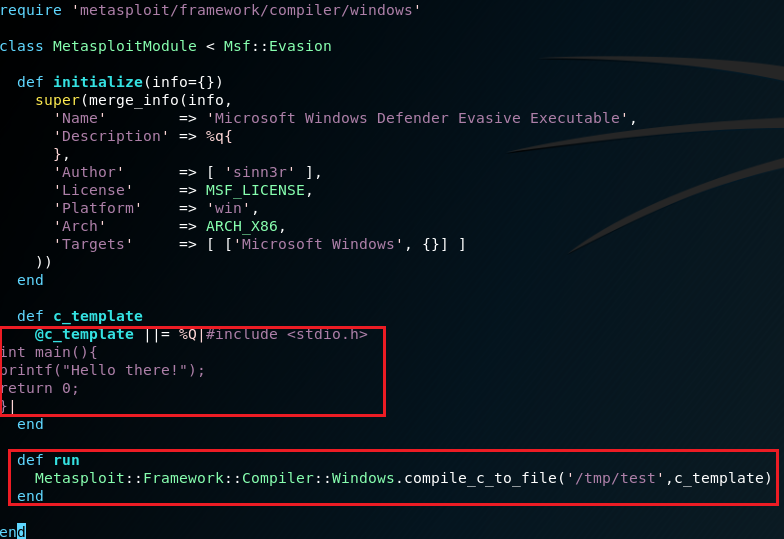 require 'metasploit/framework/compiler/windows'
class MetasploitModule < Msf::Evasion
  def initialize(info={})
    super(merge_info(info,
      'Name'        => 'Microsoft Windows Defender Evasive Executable',
      'Description' => %q{
      },
      'Author'      => [ 'sinn3r' ],
      'License'     => MSF_LICENSE,
      'Platform'    => 'win',
      'Arch'        => ARCH_X86,
      'Targets'     => [ ['Microsoft Windows', {}] ]
    ))
  end
  def c_template
    @c_template ||= %Q|#include <stdio.h>
int main(){
printf("Hello there!");
return 0;
}|
  end
  def run
    Metasploit::Framework::Compiler::Windows.compile_c_to_file('/tmp/test',c_template)
  end
end